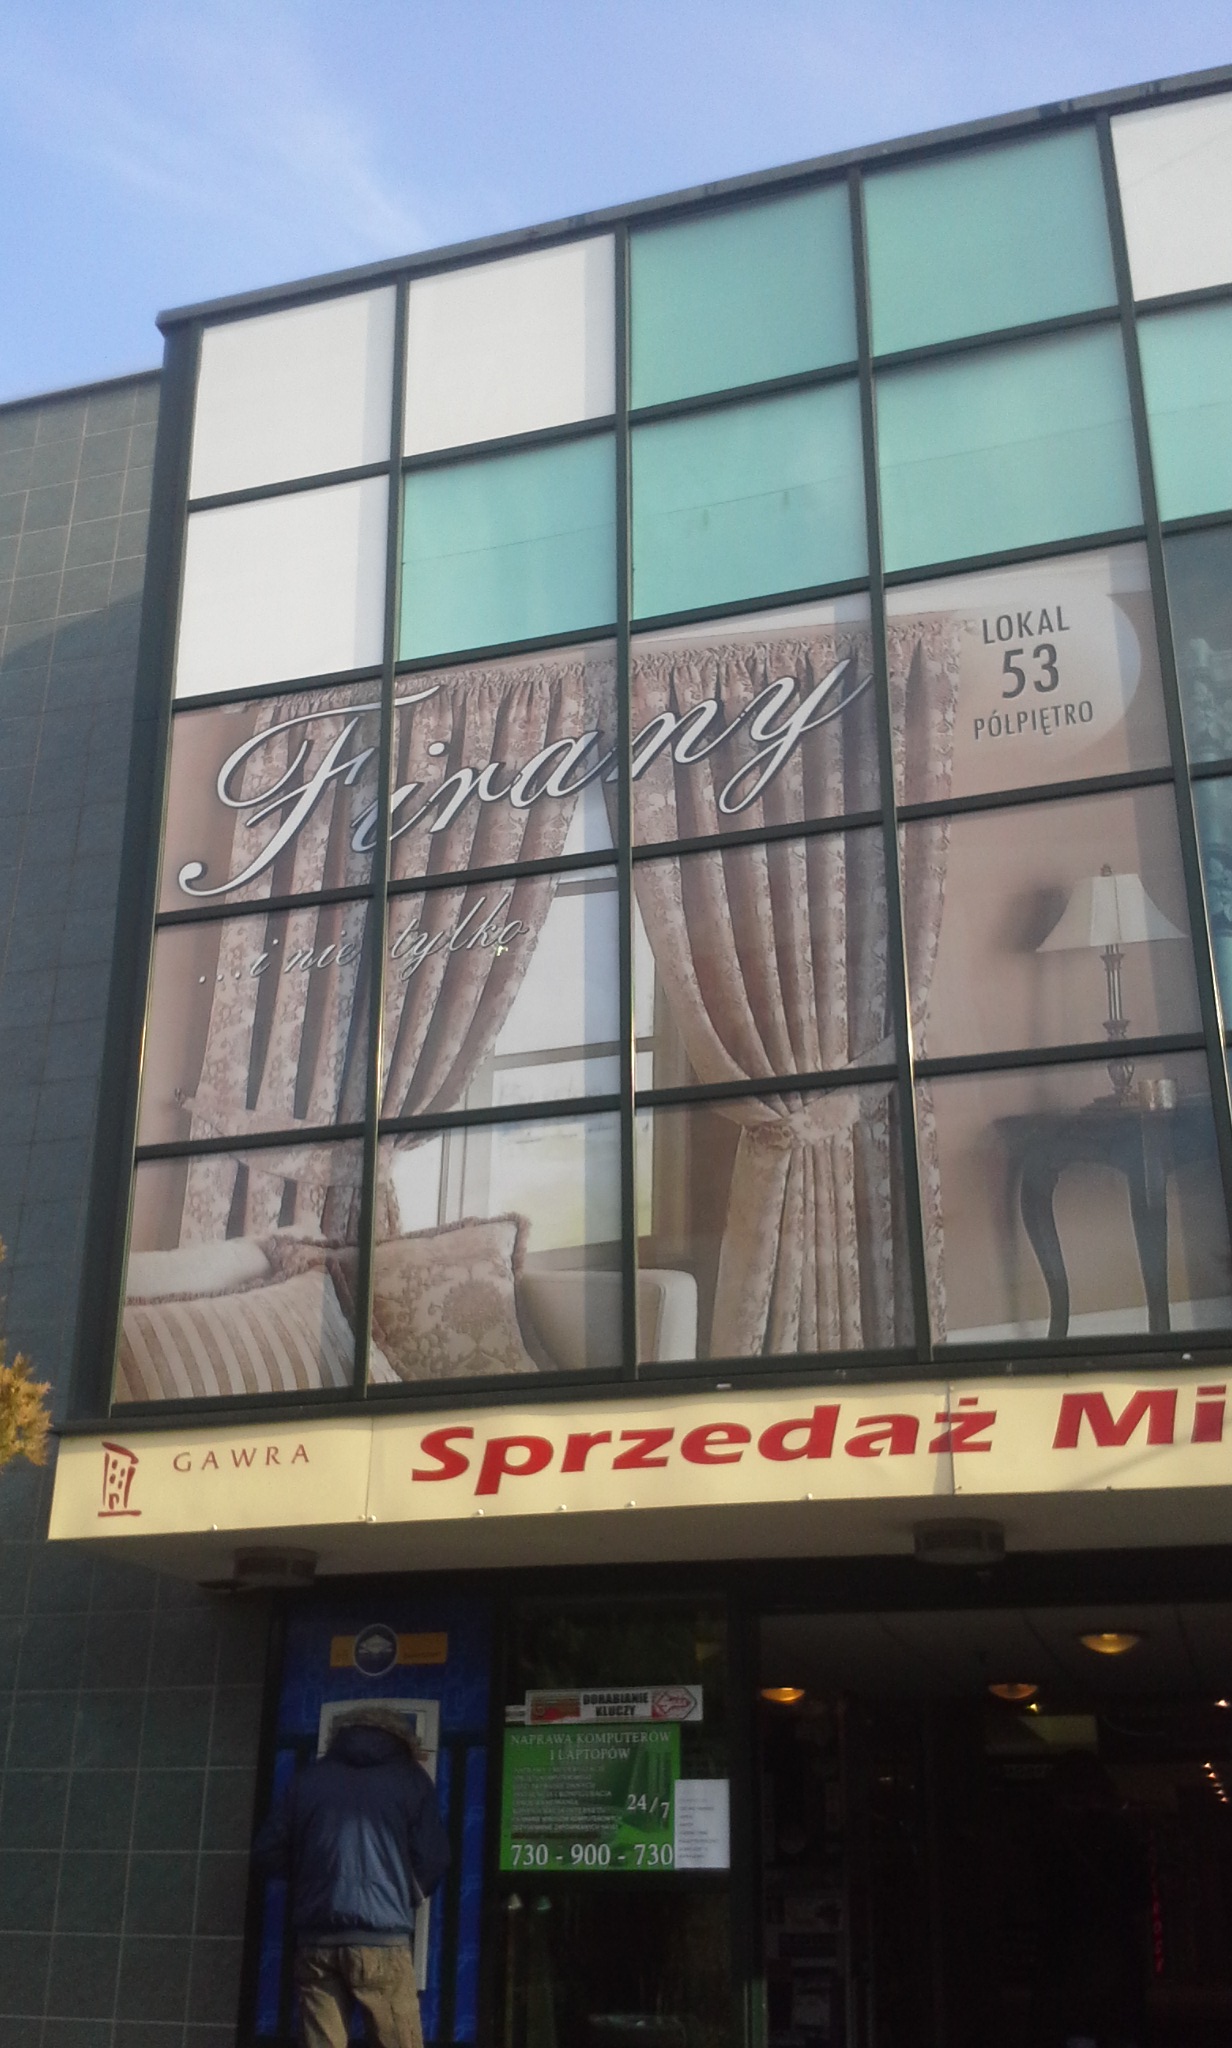 LOKAL
53
PÓŁPIĘTRO
Firany
...i nie tylko
GAWRA
Sprzedaż Mi
DORABIANIE
KLUCZY
NAPRAWA KOMPUTERÓW
I LAPTOPÓW
24/7
730 - 900 - 730